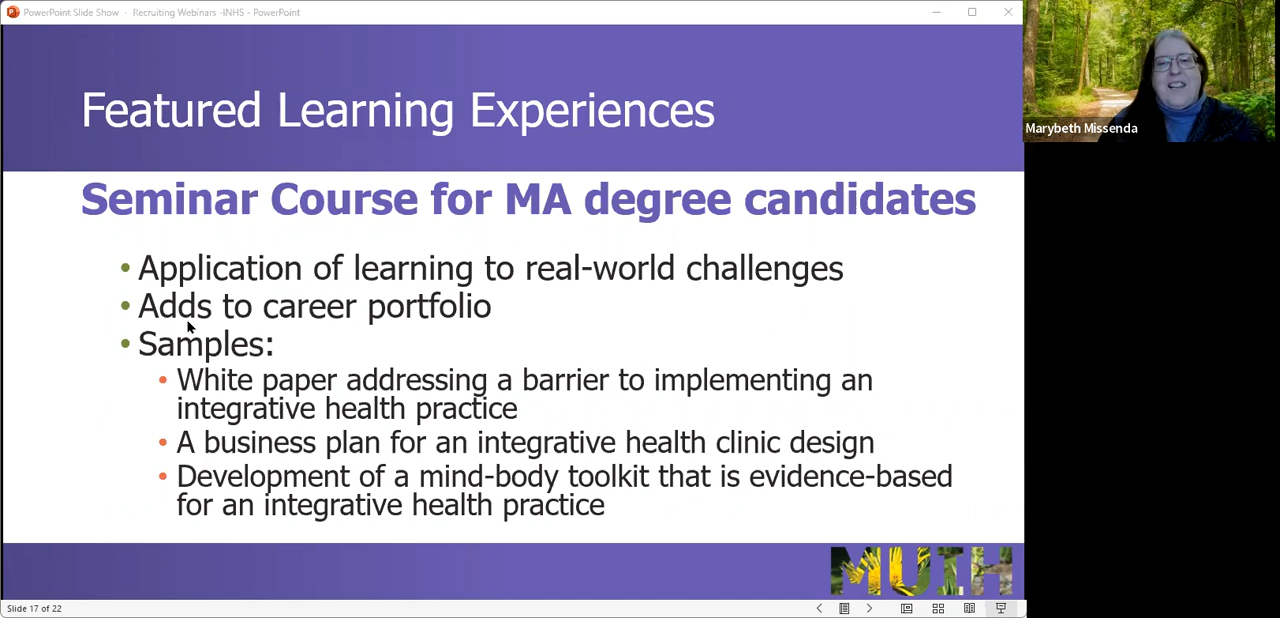 PowerPoint Slide Show - Recruiting Webinars -INHS - PowerPoint
Featured Learning Experiences
Marybeth Missenda
Seminar Course for MA degree candidates
• Application of learning to real-world challenges
• Adds to career portfolio
• Samples:
• White paper addressing a barrier to implementing an
integrative health practice
• A business plan for an integrative health clinic design
• Development of a mind-body toolkit that is evidence-based
for an integrative health practice
MUIH
Slide 17 of 22